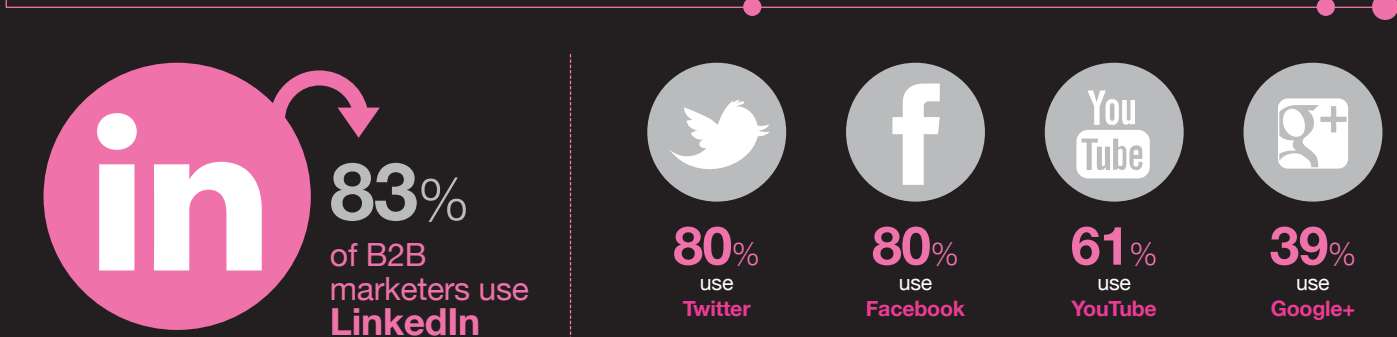 in
83%
of B2B
marketers use
LinkedIn
f
You
Tube
g+
80%
use
Twitter
80%
use
Facebook
61%
use
YouTube
39%
use
Google+